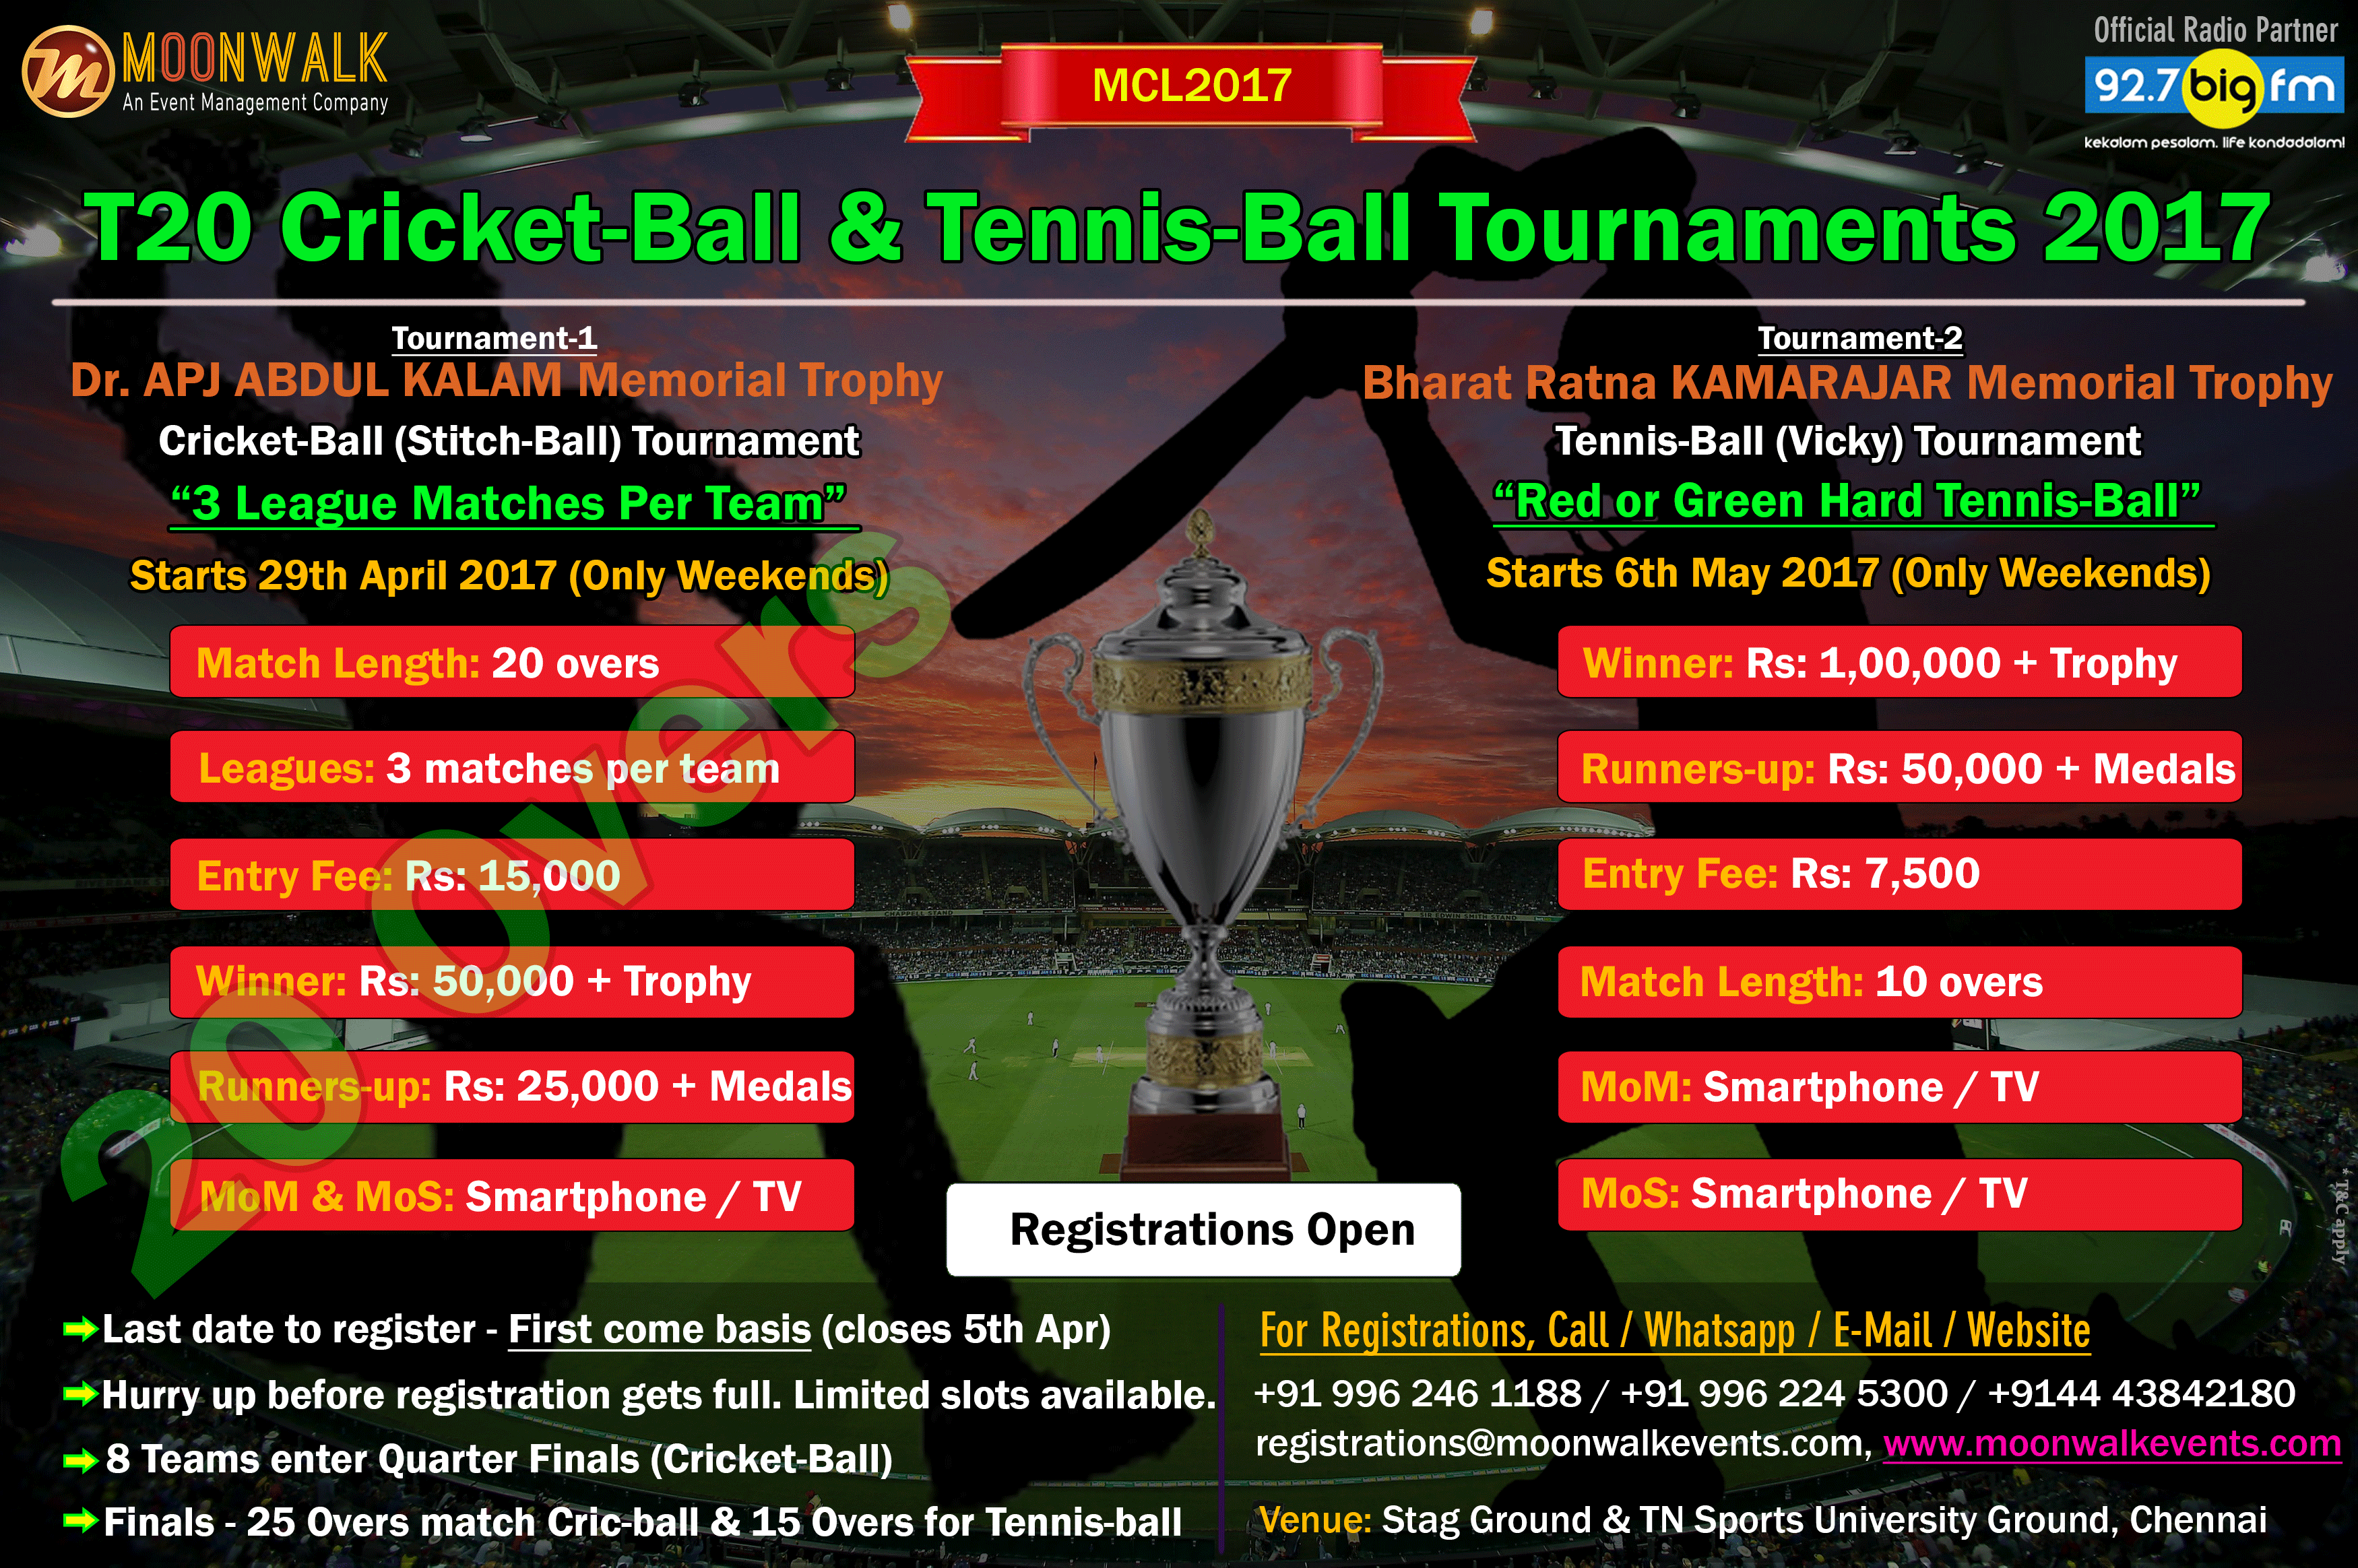 MOONWALK
An Event Management Company
MCL2017
Official Radio Partner
92.7 big fm
kekalam pesalam. life kondadalam!
T20 Cricket-Ball & Tennis-Ball Tournaments 2017
Tournament-1
Dr. APJ ABDUL KALAM Memorial Trophy
Cricket-Ball (Stitch-Ball) Tournament
“3 League Matches Per Team”
Starts 29th April 2017 (Only Weekends)
Match Length: 20 overs
Leagues: 3 matches per team
Entry Fee: Rs: 15,000
Winner: Rs: 50,000 + Trophy
Runners-up: Rs: 25,000 + Medals
MoM & MoS: Smartphone / TV
20 overs
Tournament-2
Bharat Ratna KAMARAJAR Memorial Trophy
Tennis-Ball (Vicky) Tournament
“Red or Green Hard Tennis-Ball”
Starts 6th May 2017 (Only Weekends)
Winner: Rs: 1,00,000 + Trophy
Runners-up: Rs: 50,000 + Medals
Entry Fee: Rs: 7,500
Match Length: 10 overs
MoM: Smartphone / TV
MoS: Smartphone / TV
* T&C apply
CHAPPELL STAND
SIR EDWIN SMITH STAND
Registrations Open
Last date to register - First come basis (closes 5th Apr)
Hurry up before registration gets full. Limited slots available.
8 Teams enter Quarter Finals (Cricket-Ball)
Finals - 25 Overs match Cric-ball & 15 Overs for Tennis-ball
For Registrations, Call / Whatsapp / E-Mail / Website
+91 996 246 1188 / +91 996 224 5300 / +9144 43842180
registrations@moonwalkevents.com, www.moonwalkevents.com
Venue: Stag Ground & TN Sports University Ground, Chennai